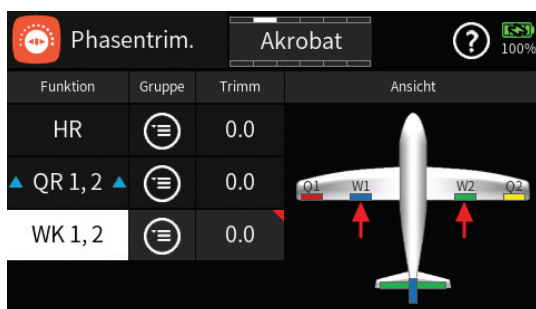 Phasentrim. Akrobat ? 100%
Funktion Gruppe Trimm Ansicht
HR 0.0
QR 1, 2 0.0
WK 1, 2 0.0
Q1 W1 W2 Q2